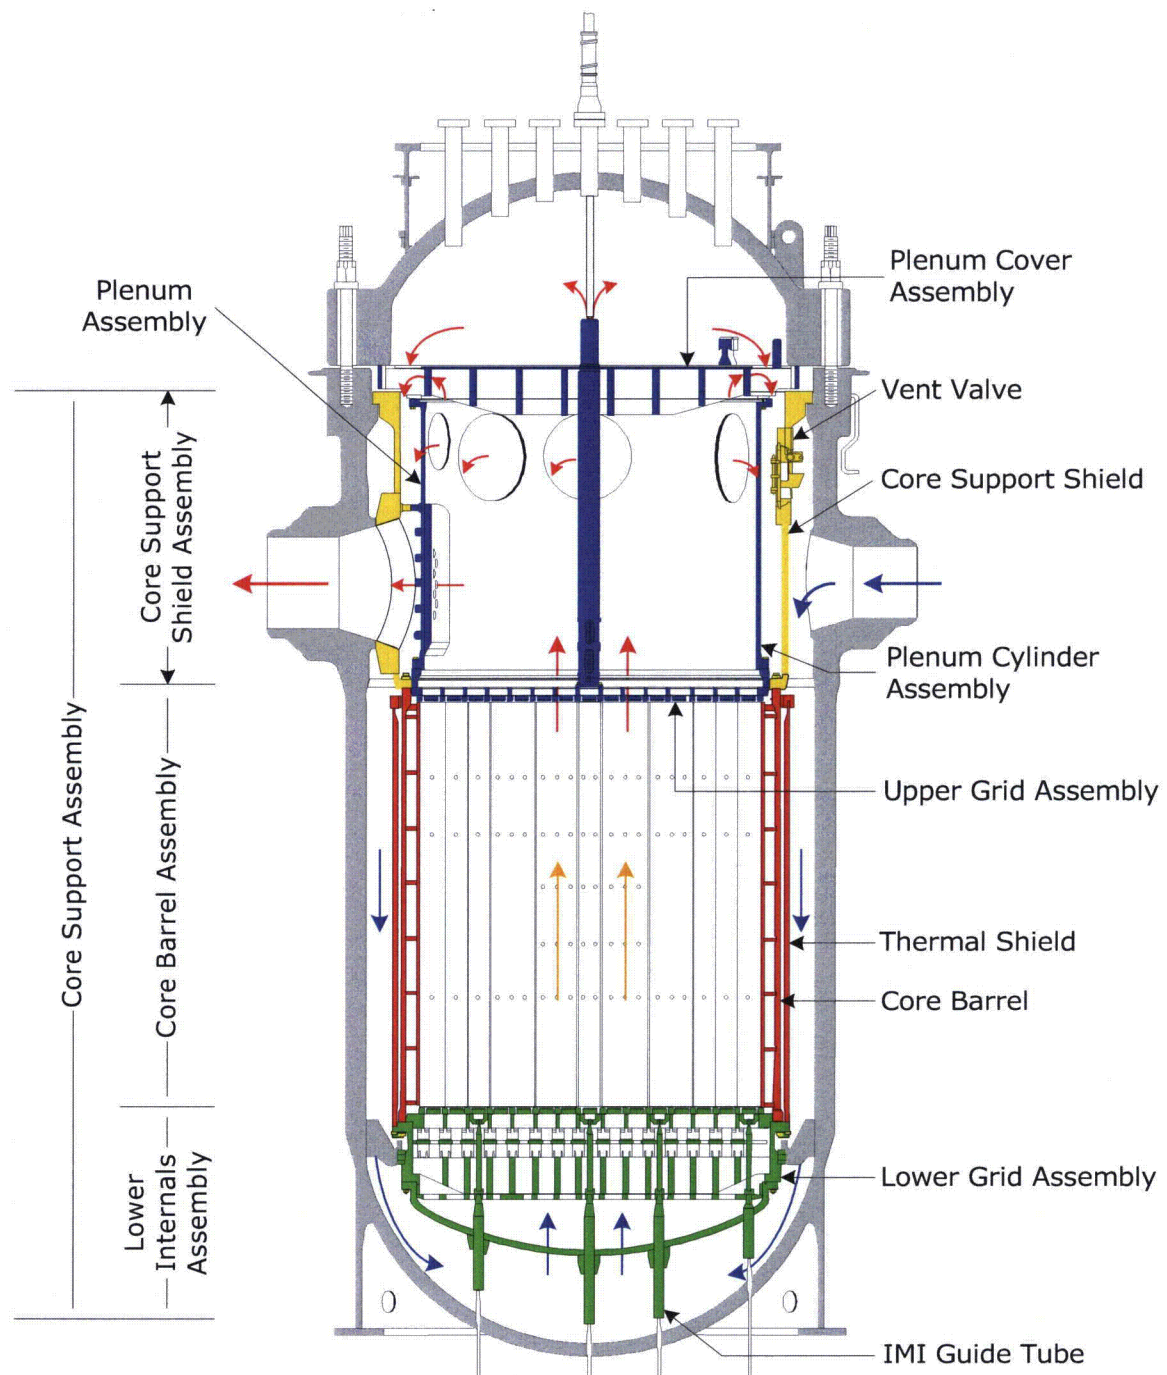 Plenum Cover
Assembly
Plenum
Assembly
Vent Valve
Core Support Shield
Core Support
Shield Assembly
Plenum Cylinder
Assembly
Upper Grid Assembly
Core Support Assembly
Core Barrel Assembly
Thermal Shield
Core Barrel
Lower
Internals
Assembly
Lower Grid Assembly
IMI Guide Tube